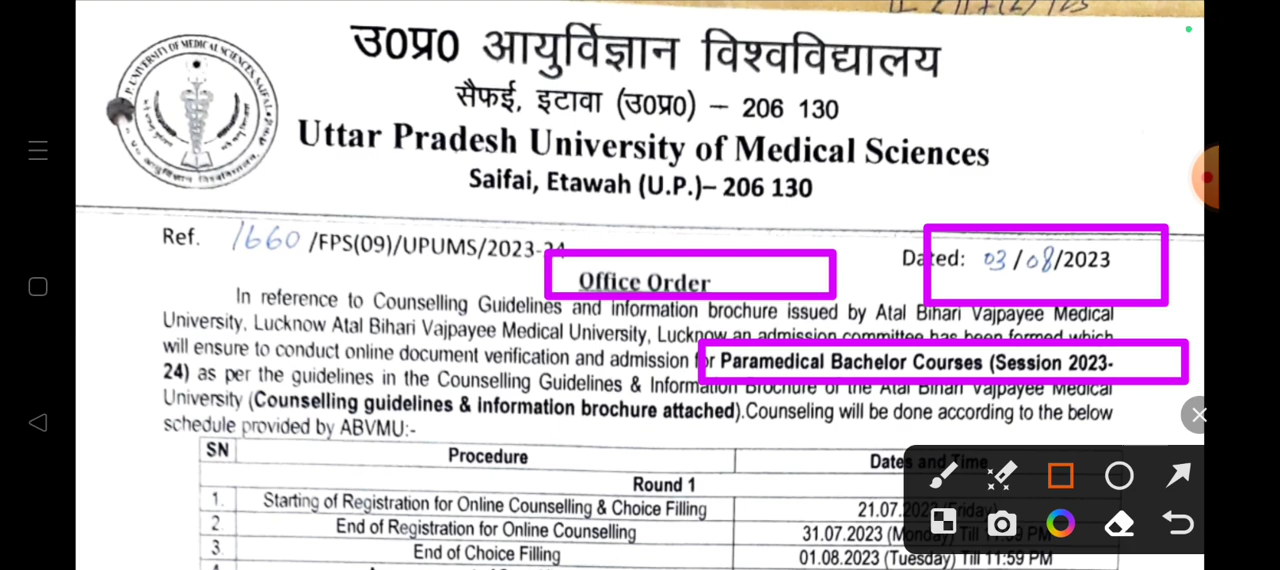 उ0प्र0 आयुर्विज्ञान विश्वविद्यालय
सैफई, इटावा (उ0प्र0) – 206 130
Uttar Pradesh University of Medical Sciences
Saifai, Etawah (U.P.)– 206 130
Ref. 1660/FPS(09)/UPUMS/2023-24
Dated: 03/08/2023
Office Order
In reference to Counselling Guidelines and information brochure issued by Atal Bihari Vajpayee Medical
University, Lucknow Atal Bihari Vajpayee Medical University, Lucknow an admission committee has been formed which
will ensure to conduct online document verification and admission for Paramedical Bachelor Courses (Session 2023-
24) as per the guidelines in the Counselling Guidelines & Information Brochure of the Atal Bihari Vajpayee Medical
University (Counselling guidelines & Information brochure attached).Counseling will be done according to the below
schedule provided by ABVMU:-
SN Procedure Dates and Time
Round 1
1. Starting of Registration for Online Counselling & Choice Filling 21.07.2023 (Friday)
2. End of Registration for Online Counselling 31.07.2023 (Monday) Till 11:59 PM
3. End of Choice Filling 01.08.2023 (Tuesday) Till 11:59 PM